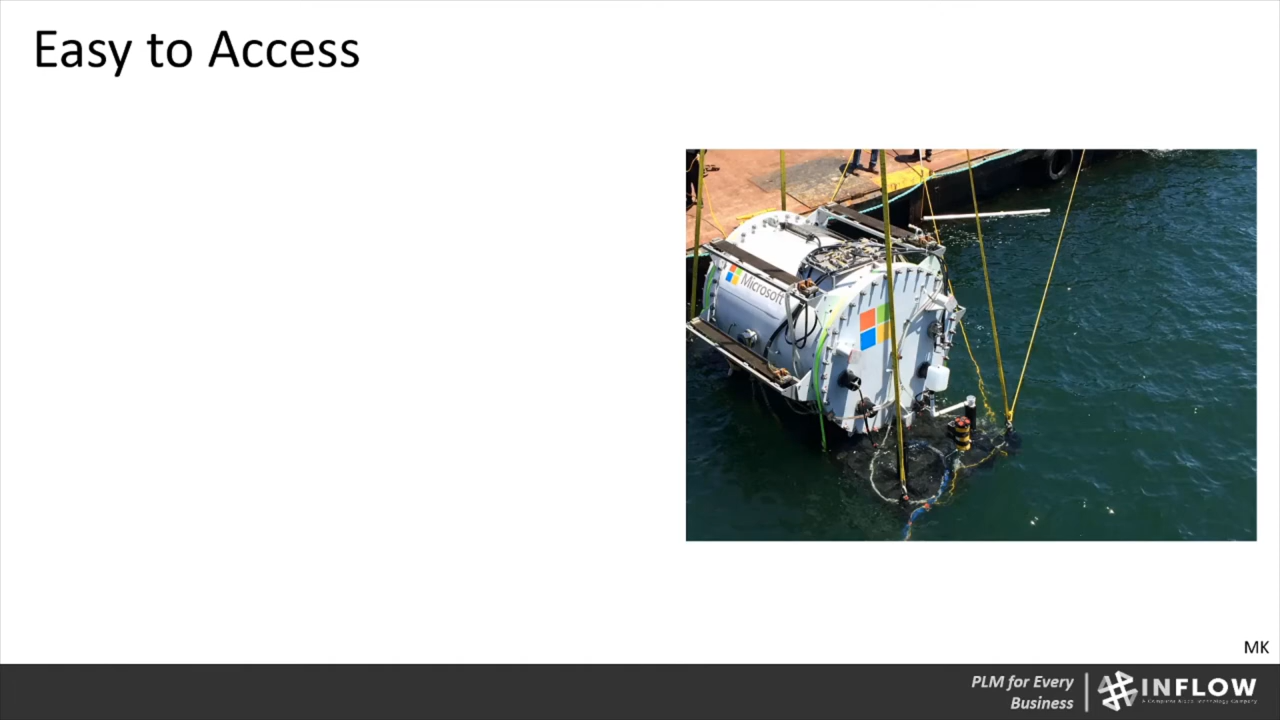 Easy to Access
Microsoft
MK
PLM for Every
Business
INFLOW